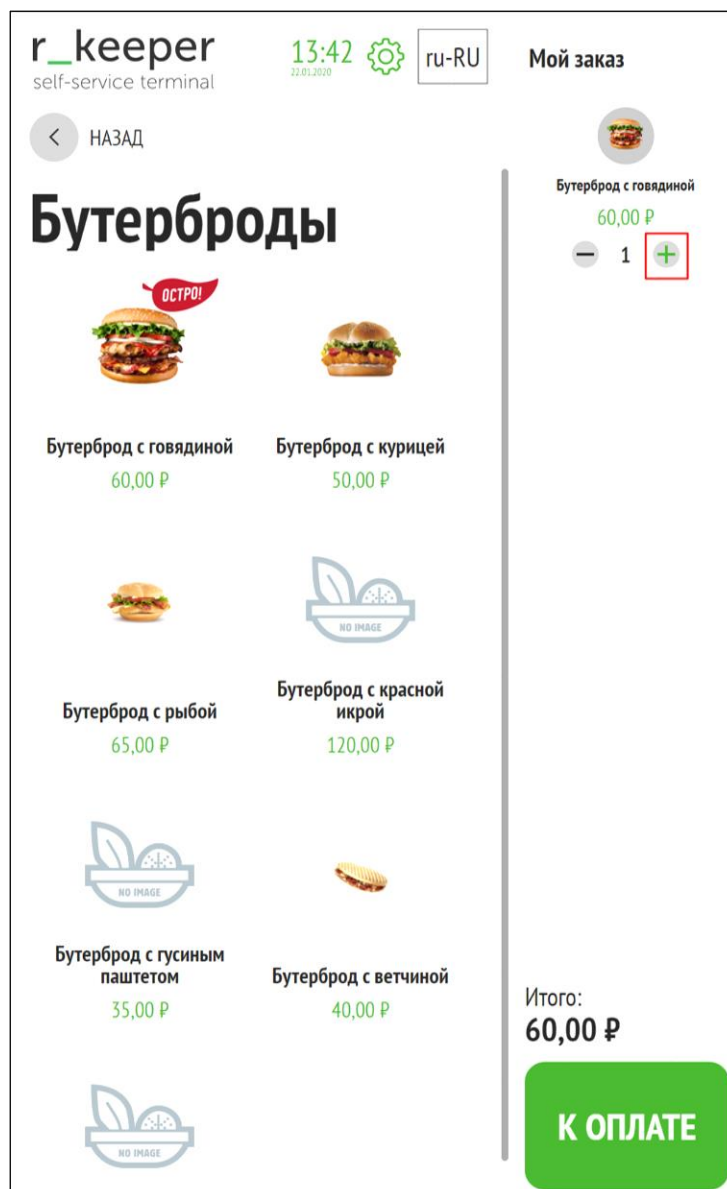 r_keeper
self-service terminal
13:42
22.01.2020
ru-RU
Мой заказ
НАЗАД
Бутерброд с говядиной
60,00 ₽
1
Бутерброды
ОСТРО!
Бутерброд с говядиной
60,00 ₽
Бутерброд с курицей
50,00 ₽
NO IMAGE
Бутерброд с рыбой
65,00 ₽
Бутерброд с красной
икрой
120,00 ₽
NO IMAGE
Бутерброд с гусиным
паштетом
35,00 ₽
Бутерброд с ветчиной
40,00 ₽
NO IMAGE
Итого:
60,00 ₽
К ОПЛАТЕ